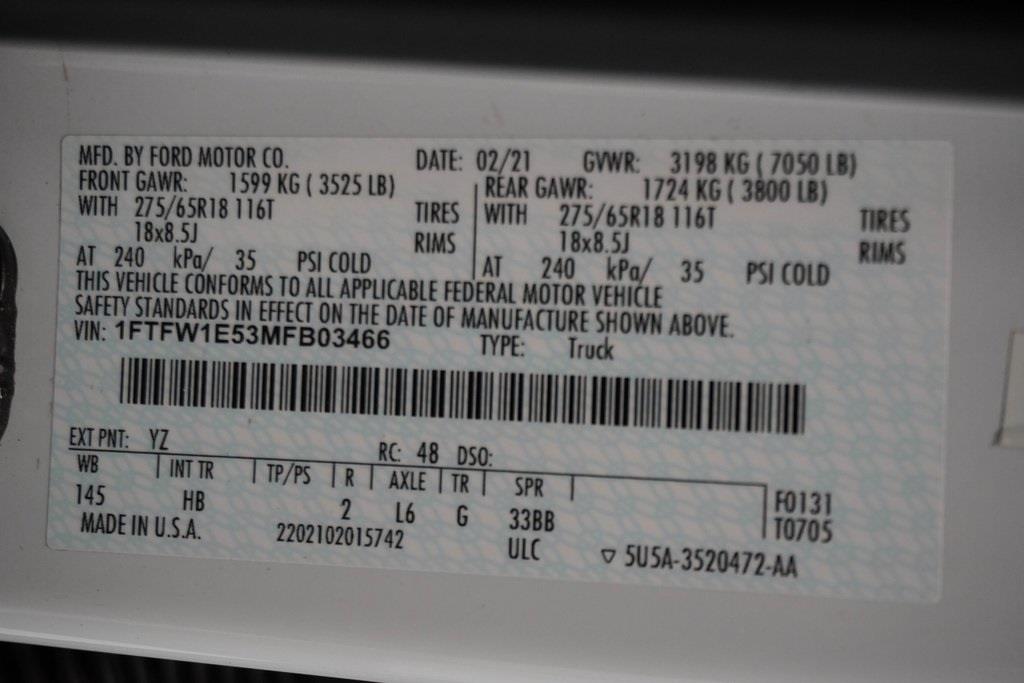 MFD. BY FORD MOTOR CO. DATE: 02/21 GVWR: 3198 KG ( 7050 LB)
FRONT GAWR: 1599 KG ( 3525 LB) REAR GAWR: 1724 KG ( 3800 LB)
WITH 275/65R18 116T TIRES WITH 275/65R18 116T TIRES
18x8.5J RIMS 18x8.5J RIMS
AT 240 kPa/ 35 PSI COLD AT 240 kPa/ 35 PSI COLD
THIS VEHICLE CONFORMS TO ALL APPLICABLE FEDERAL MOTOR VEHICLE
SAFETY STANDARDS IN EFFECT ON THE DATE OF MANUFACTURE SHOWN ABOVE.
VIN: 1FTFW1E53MFB03466 TYPE: Truck
EXT PNT: YZ RC: 48 DSO:
WB INT TR TP/PS R AXLE TR SPR F0131
145 HB 2 L6 G 33BB T0705
MADE IN U.S.A. 2202102015742 ULC ▽ 5U5A-3520472-AA